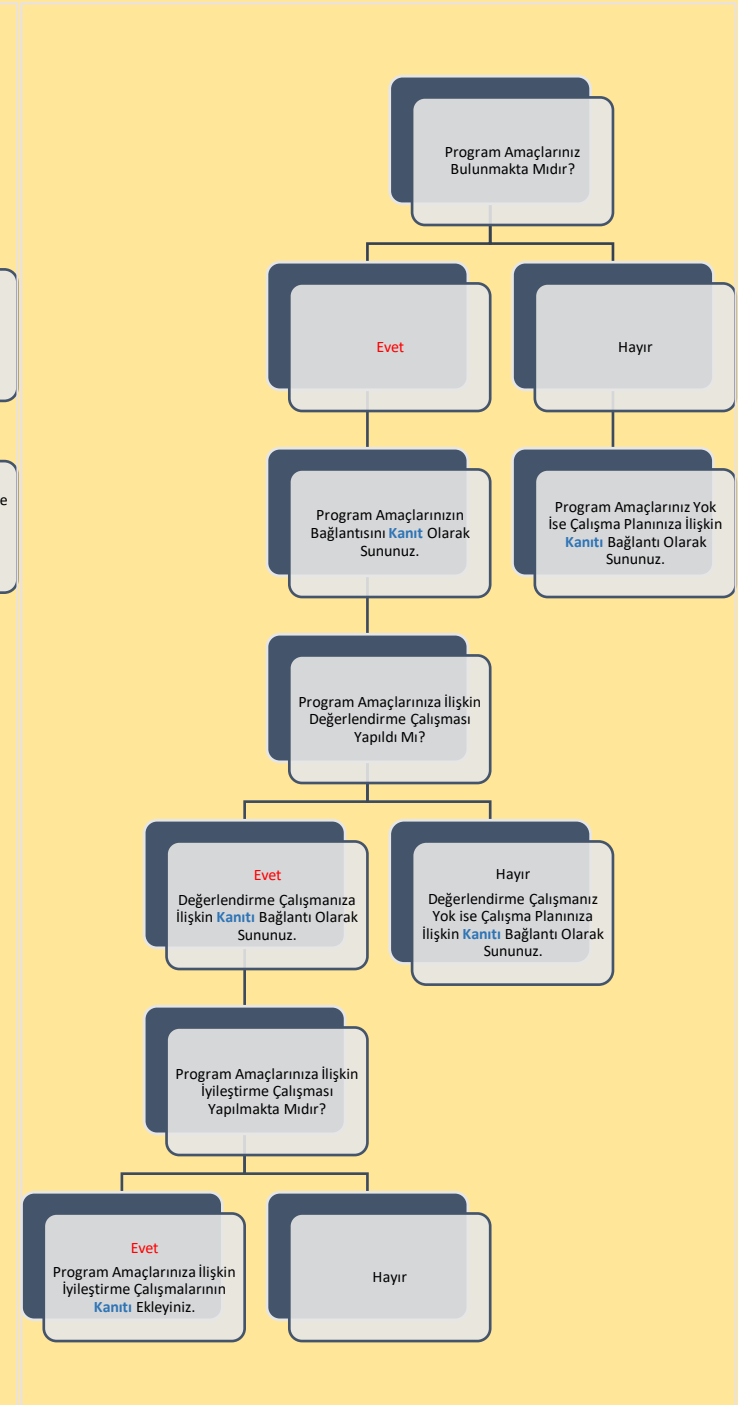 Program Amaçlarınız
Bulunmakta Mıdır?
Evet
Hayır
Program Amaçlarınızın
Bağlantısını Kanıt Olarak
Sununuz.
Program Amaçlarınız Yok
İse Çalışma Planınıza İlişkin
Kanıtı Bağlantı Olarak
Sununuz.
e
Program Amaçlarınıza İlişkin
Değerlendirme Çalışması
Yapıldı Mı?
Evet
Değerlendirme Çalışmanıza
İlişkin Kanıtı Bağlantı Olarak
Sununuz.
Hayır
Değerlendirme Çalışmanız
Yok ise Çalışma Planınıza
İlişkin Kanıtı Bağlantı Olarak
Sununuz.
Program Amaçlarınıza İlişkin
İyileştirme Çalışması
Yapılmakta Mıdır?
Evet
Program Amaçlarınıza İlişkin
İyileştirme Çalışmalarının
Kanıtı Ekleyiniz.
Hayır